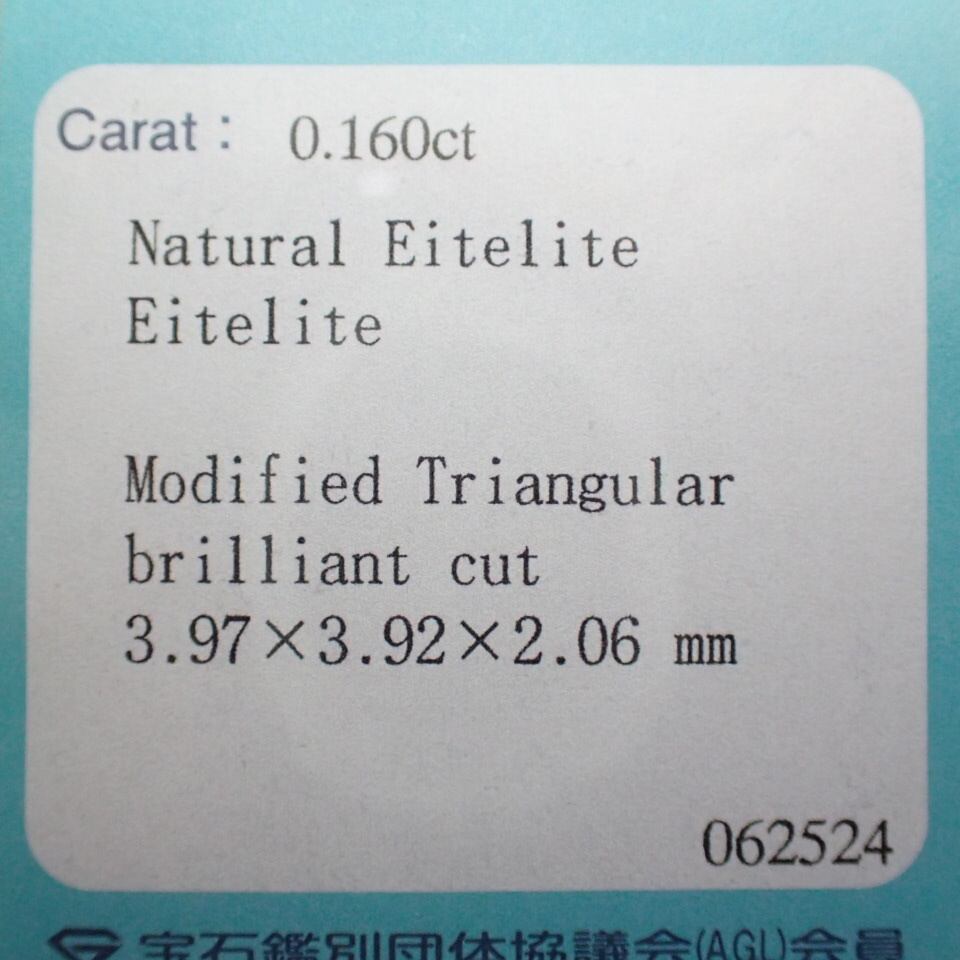 Carat : 0.160ct
Natural Eitelite
Eitelite
Modified Triangular
brilliant cut
3.97×3.92×2.06 mm
062524
宝石鑑別団体協議会(AGL)会員